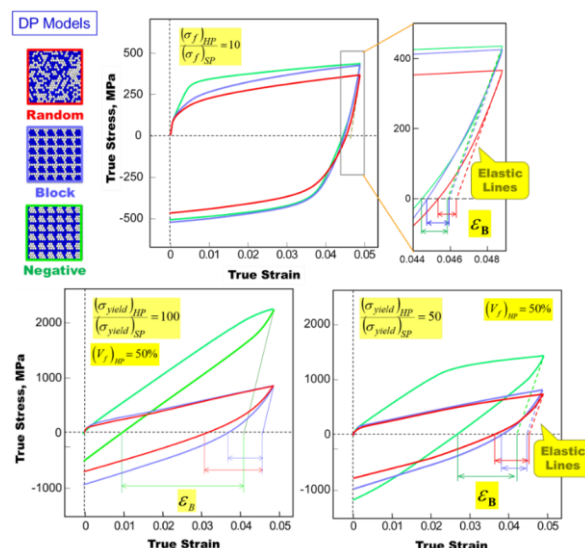 DP Models
Random
Block
Negative
True Stress, MPa
500
250
0
-250
-500
(σf)HP
(σf)SP
=10
0
0.01
0.02
0.03
0.04
0.05
True Strain
400
200
0
0.044
0.046
0.048
Elastic
Lines
εB
True Stress, MPa
2000
1000
0
-1000
(σyield)HP
(σyield)SP
=100
(Vf)HP = 50%
εB
0
0.01
0.02
0.03
0.04
0.05
True Strain
2000
1000
0
-1000
(σyield)HP
(σyield)SP
=50
(Vf)HP = 50%
Elastic
Lines
εB
0
0.01
0.02
0.03
0.04
0.05
True Strain